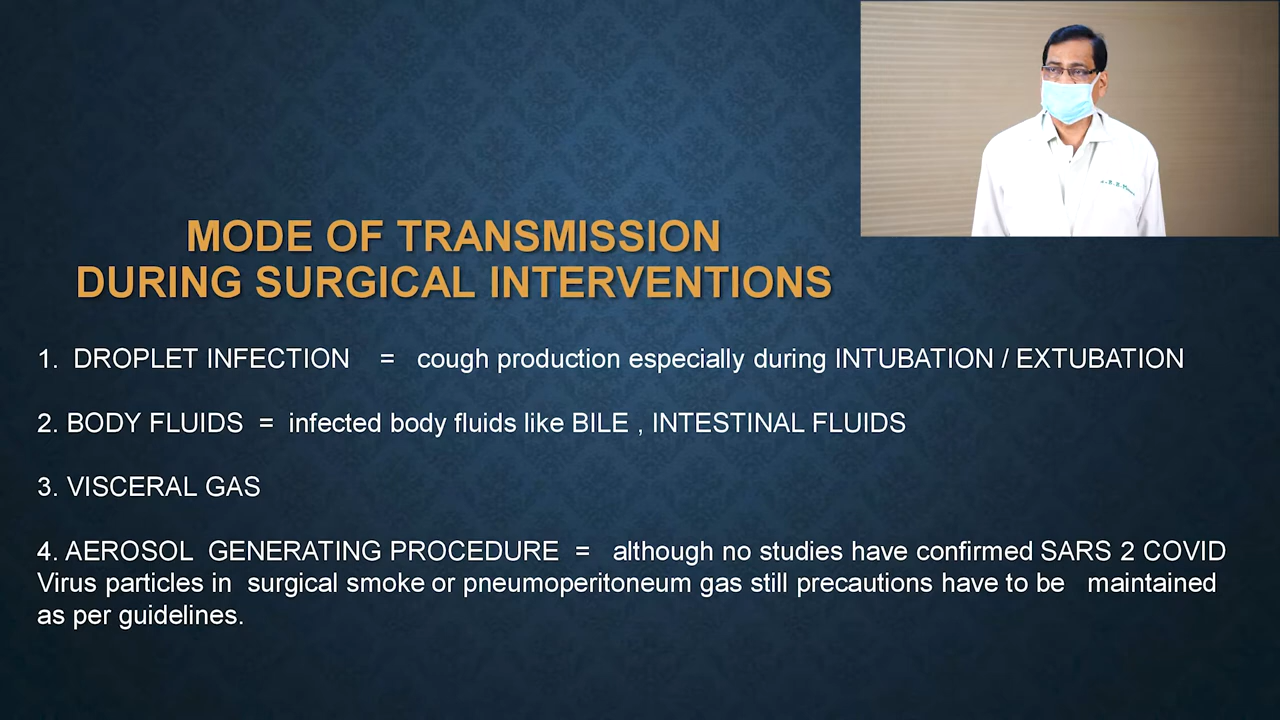 MODE OF TRANSMISSION
DURING SURGICAL INTERVENTIONS
1. DROPLET INFECTION = cough production especially during INTUBATION / EXTUBATION
2. BODY FLUIDS = infected body fluids like BILE , INTESTINAL FLUIDS
3. VISCERAL GAS
4. AEROSOL GENERATING PROCEDURE = although no studies have confirmed SARS 2 COVID
Virus particles in surgical smoke or pneumoperitoneum gas still precautions have to be maintained
as per guidelines.